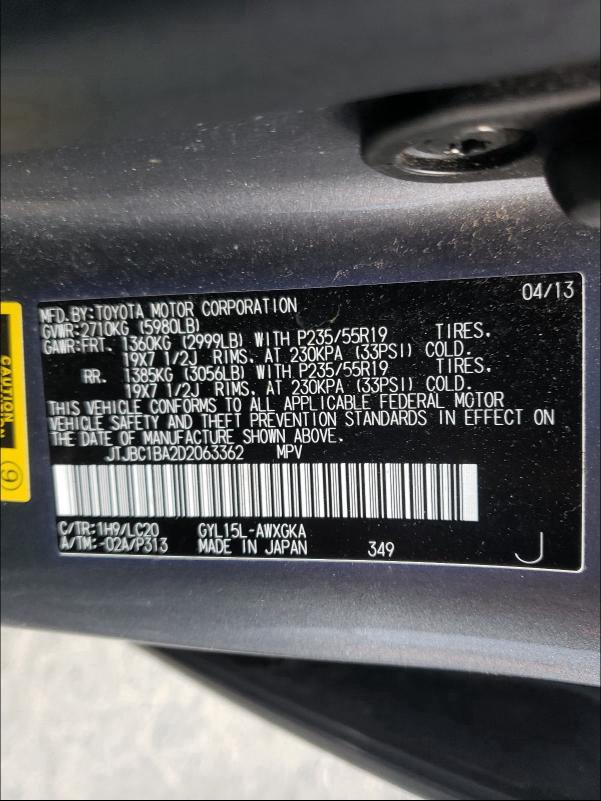 04/13
MFD.BY:TOYOTA MOTOR CORPORATION
GVWR:2710KG (5980LB)
GAWR:FRT. 1360KG (2999LB) WITH P235/55R19 TIRES.
19X7 1/2J RIMS. AT 230KPA (33PSI) COLD.
RR. 1385KG (3056LB) WITH P235/55R19 TIRES.
19X7 1/2J RIMS. AT 230KPA (33PSI) COLD.
THIS VEHICLE CONFORMS TO ALL APPLICABLE FEDERAL MOTOR
VEHICLE SAFETY AND THEFT PREVENTION STANDARDS IN EFFECT ON
THE DATE OF MANUFACTURE SHOWN ABOVE.
JTJBC1BA2D2063362 MPV
C/TR:1H9/LC20 GYL15L-AWXGKA
A/TM:-02A/P313 MADE IN JAPAN 349 J
CAUTION
9